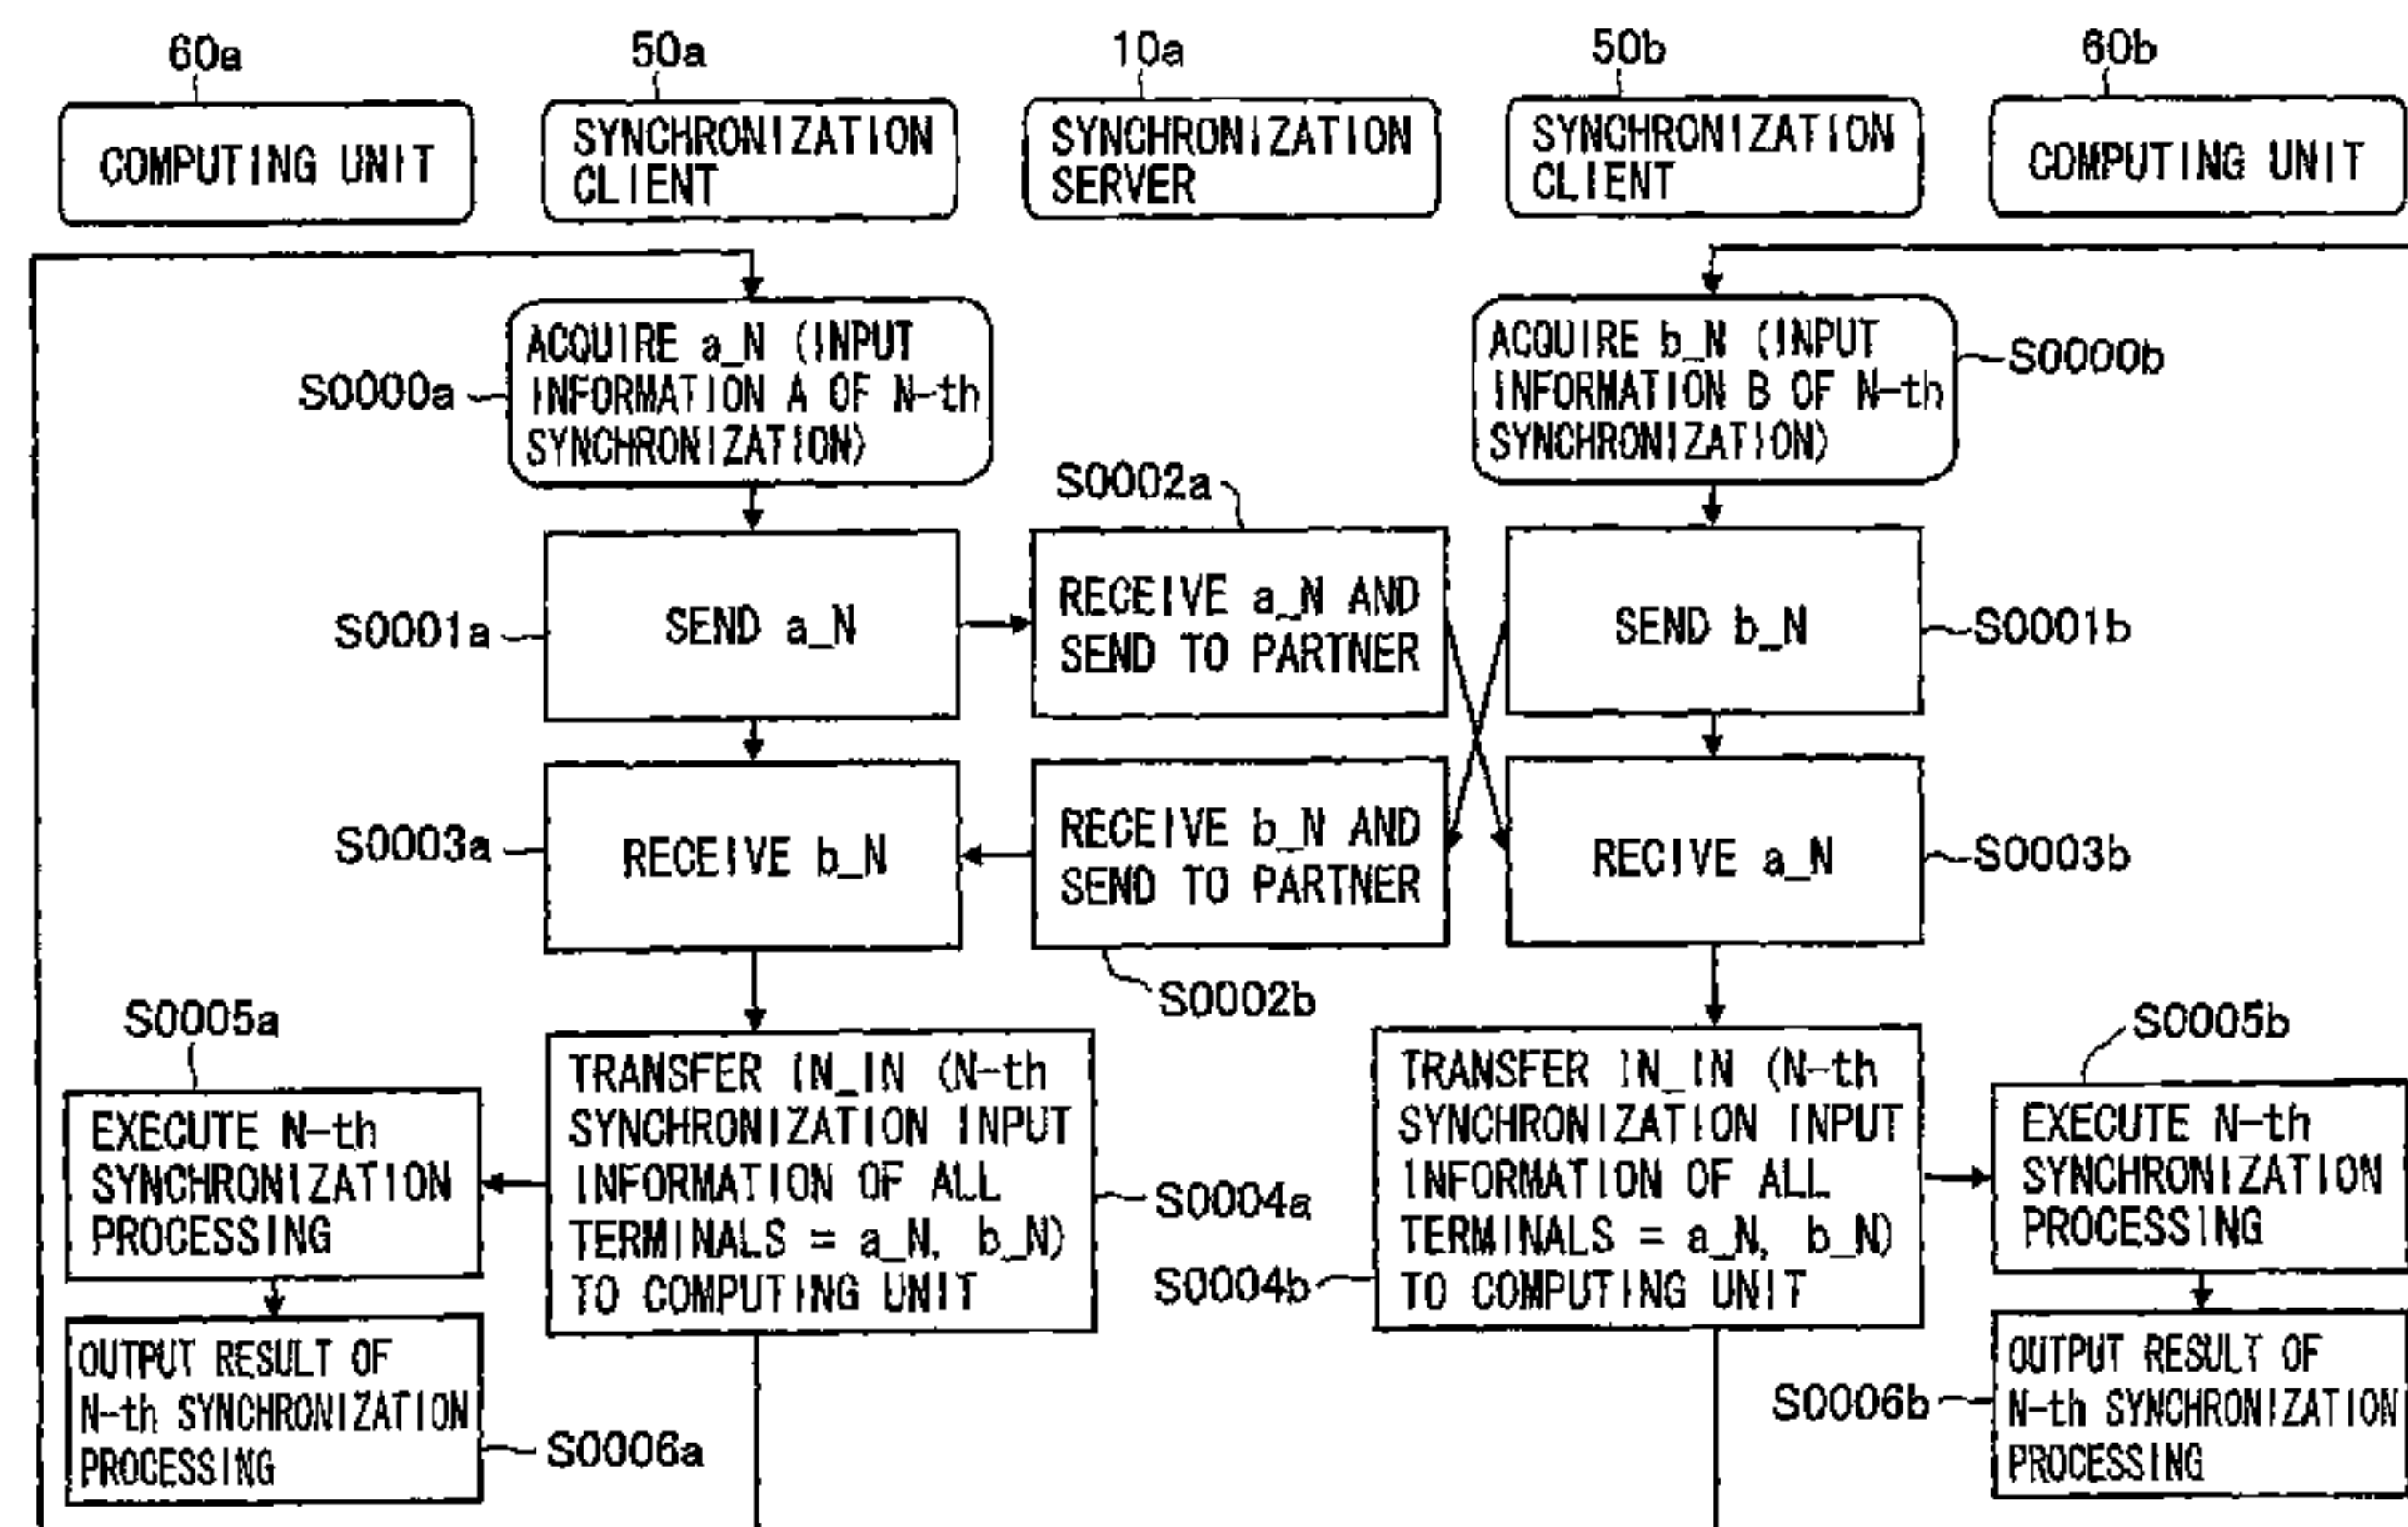 60a
50a
10a
50b
60b
COMPUTING UNIT
SYNCHRONIZATION
CLIENT
SYNCHRONIZATION
SERVER
SYNCHRONIZATION
CLIENT
COMPUTING UNIT
ACQUIRE a_N (INPUT
INFORMATION A OF N-th
SYNCHRONIZATION)
S0000a
ACQUIRE b_N (INPUT
INFORMATION B OF N-th
SYNCHRONIZATION)
S0000b
S0002a
SEND a_N
S0001a
RECEIVE a_N AND
SEND TO PARTNER
SEND b_N
S0001b
RECEIVE b_N
S0003a
RECEIVE b_N AND
SEND TO PARTNER
S0002b
RECIVE a_N
S0003b
S0005a
EXECUTE N-th
SYNCHRONIZATION
PROCESSING
TRANSFER IN_IN (N-th
SYNCHRONIZATION INPUT
INFORMATION OF ALL
TERMINALS = a_N, b_N)
TO COMPUTING UNIT
S0004a
TRANSFER IN_IN (N-th
SYNCHRONIZATION INPUT
INFORMATION OF ALL
TERMINALS = a_N, b_N)
TO COMPUTING UNIT
S0004b
S0005b
EXECUTE N-th
SYNCHRONIZATION
PROCESSING
OUTPUT RESULT OF
N-th SYNCHRONIZATION
PROCESSING
S0006a
S0006b
OUTPUT RESULT OF
N-th SYNCHRONIZATION
PROCESSING